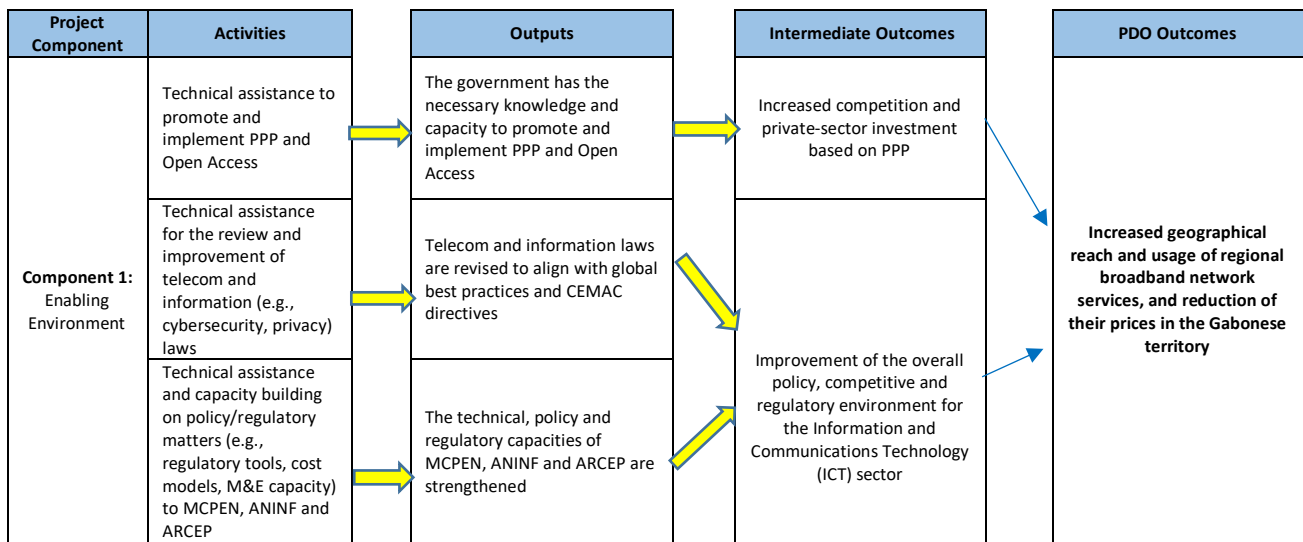 Project
Component
Activities
Outputs
Intermediate Outcomes
PDO Outcomes
Component 1:
Enabling
Environment
Technical assistance to
promote and
implement PPP and
Open Access
The government has the
necessary knowledge and
capacity to promote and
implement PPP and Open
Access
Increased competition and
private-sector investment
based on PPP
Technical assistance
for the review and
improvement of
telecom and
information (e.g.,
cybersecurity, privacy)
laws
Telecom and information laws
are revised to align with global
best practices and CEMAC
directives
Technical assistance
and capacity building
on policy/regulatory
matters (e.g.,
regulatory tools, cost
models, M&E capacity)
to MCPEN, ANINF and
ARCEP
The technical, policy and
regulatory capacities of
MCPEN, ANINF and ARCEP are
strengthened
Improvement of the overall
policy, competitive and
regulatory environment for
the Information and
Communications Technology
(ICT) sector
Increased geographical
reach and usage of regional
broadband network
services, and reduction of
their prices in the Gabonese
territory